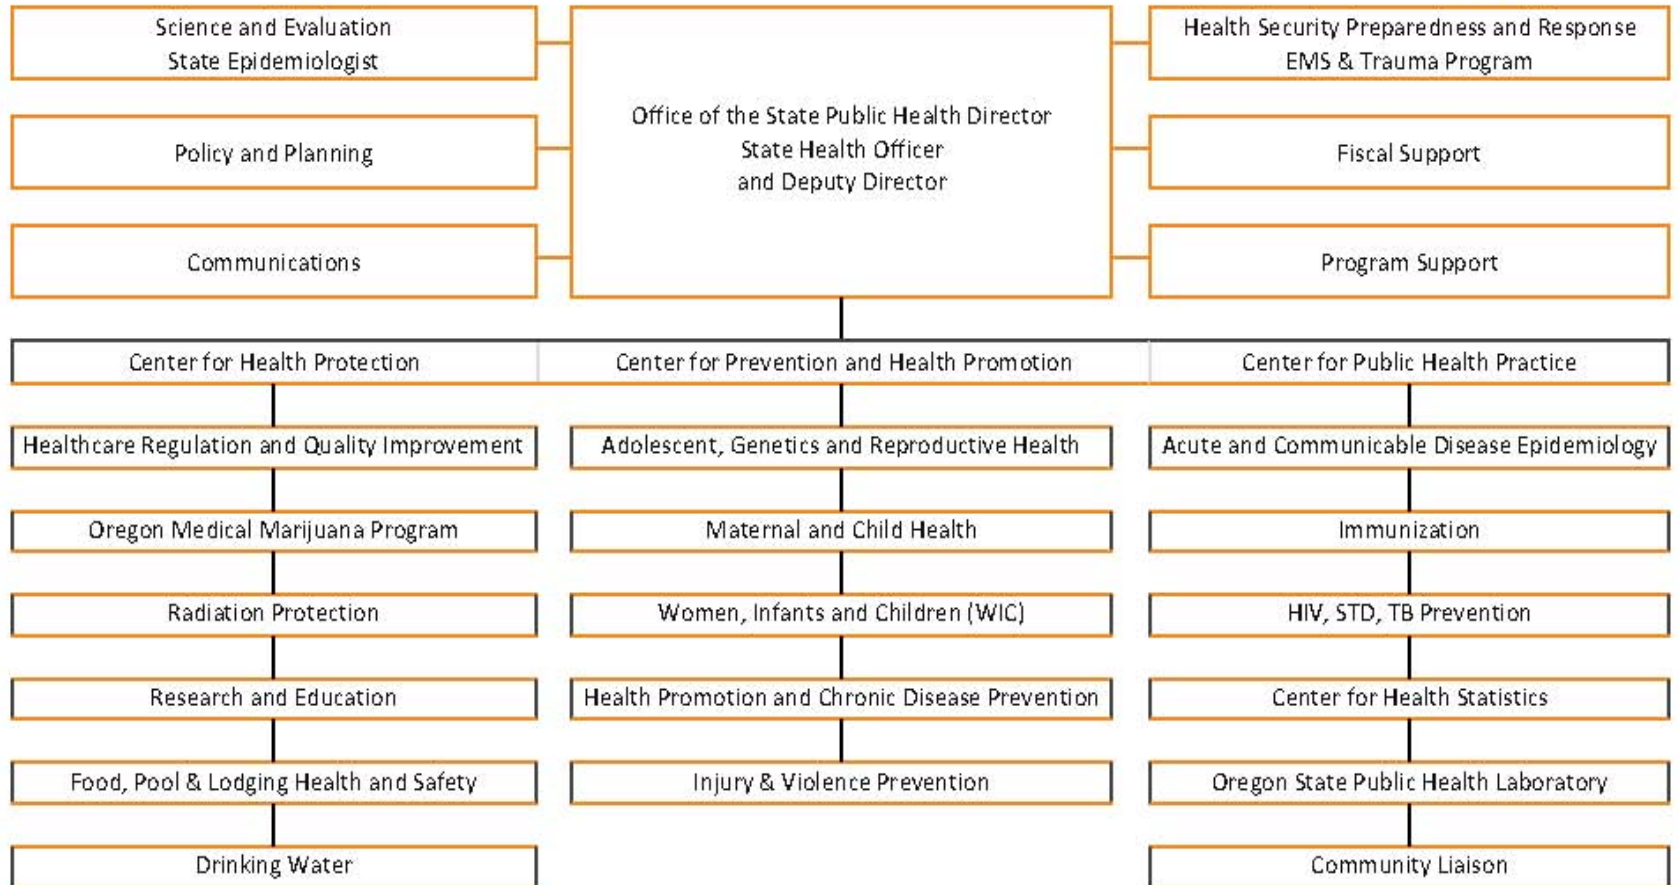 Science and Evaluation
State Epidemiologist
Policy and Planning
Communications
Office of the State Public Health Director
State Health Officer
and Deputy Director
Health Security Preparedness and Response
EMS & Trauma Program
Fiscal Support
Program Support
Center for Health Protection
Healthcare Regulation and Quality Improvement
Oregon Medical Marijuana Program
Radiation Protection
Research and Education
Food, Pool & Lodging Health and Safety
Drinking Water
Center for Prevention and Health Promotion
Adolescent, Genetics and Reproductive Health
Maternal and Child Health
Women, Infants and Children (WIC)
Health Promotion and Chronic Disease Prevention
Injury & Violence Prevention
Center for Public Health Practice
Acute and Communicable Disease Epidemiology
Immunization
HIV, STD, TB Prevention
Center for Health Statistics
Oregon State Public Health Laboratory
Community Liaison